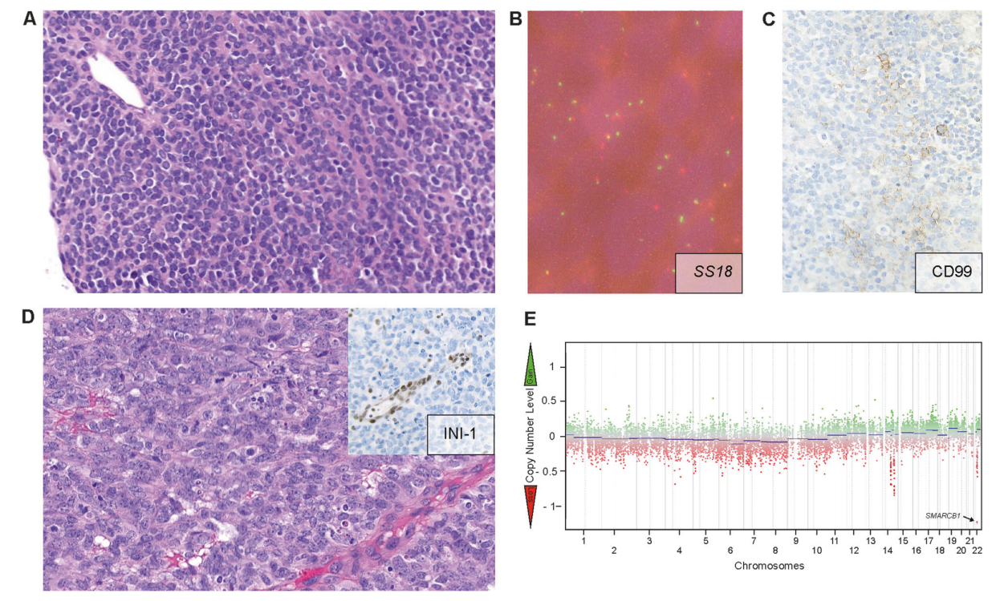 A
B
SS18
C
CD99
D
INI-1
E
Gain
Copy Number Level
Loss
1
0.5
0
-0.5
- 1
SMARCB1
1 2 3 4 5 6 7 8 9 10 11 12 13 14 15 16 17 18 19 20 21 22
Chromosomes